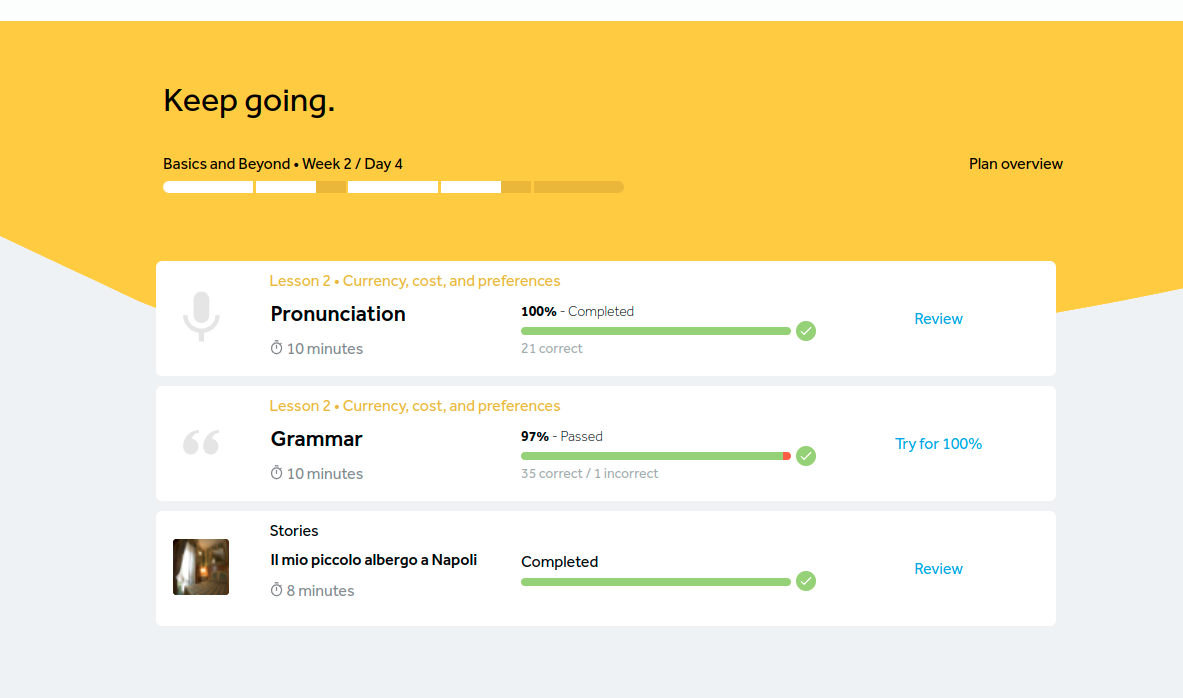 Keep going.
Basics and Beyond • Week 2 / Day 4
Plan overview
Lesson 2 • Currency, cost, and preferences
Pronunciation
10 minutes
100% - Completed
21 correct
Review
Lesson 2 • Currency, cost, and preferences
Grammar
10 minutes
97% - Passed
35 correct / 1 incorrect
Try for 100%
Stories
Il mio piccolo albergo a Napoli
8 minutes
Completed
Review